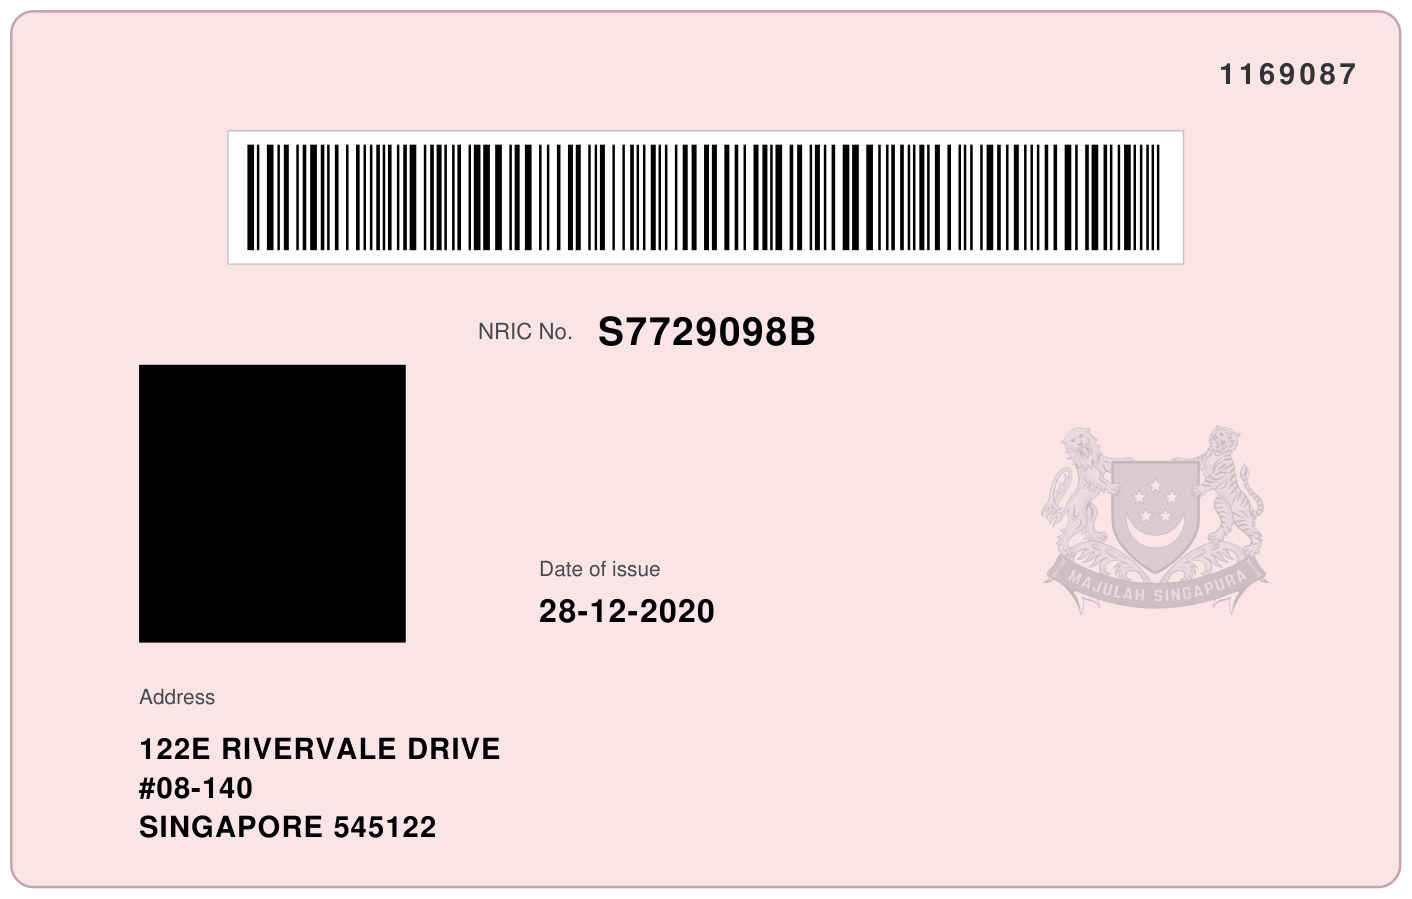 1169087
NRIC No. S7729098B
MAJULAH SINGAPURA
Date of issue
28-12-2020
Address
122E RIVERVALE DRIVE
#08-140
SINGAPORE 545122